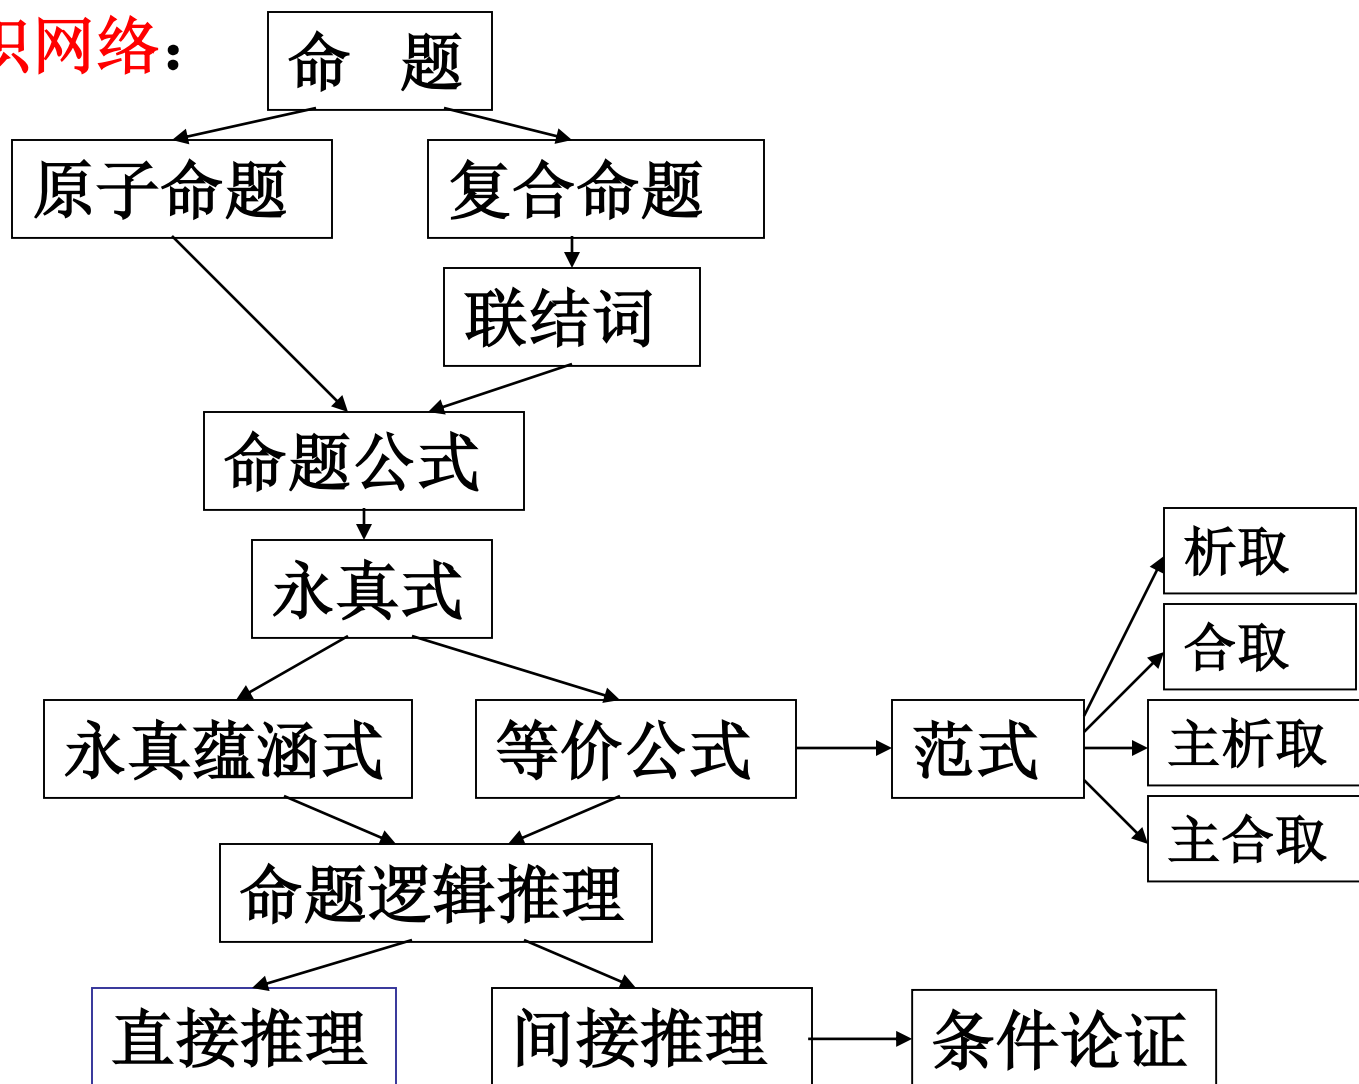 识网络：
命 题
原子命题
复合命题
联结词
命题公式
永真式
析取
合取
永真蕴涵式
等价公式
范式
主析取
主合取
命题逻辑推理
直接推理
间接推理
条件论证